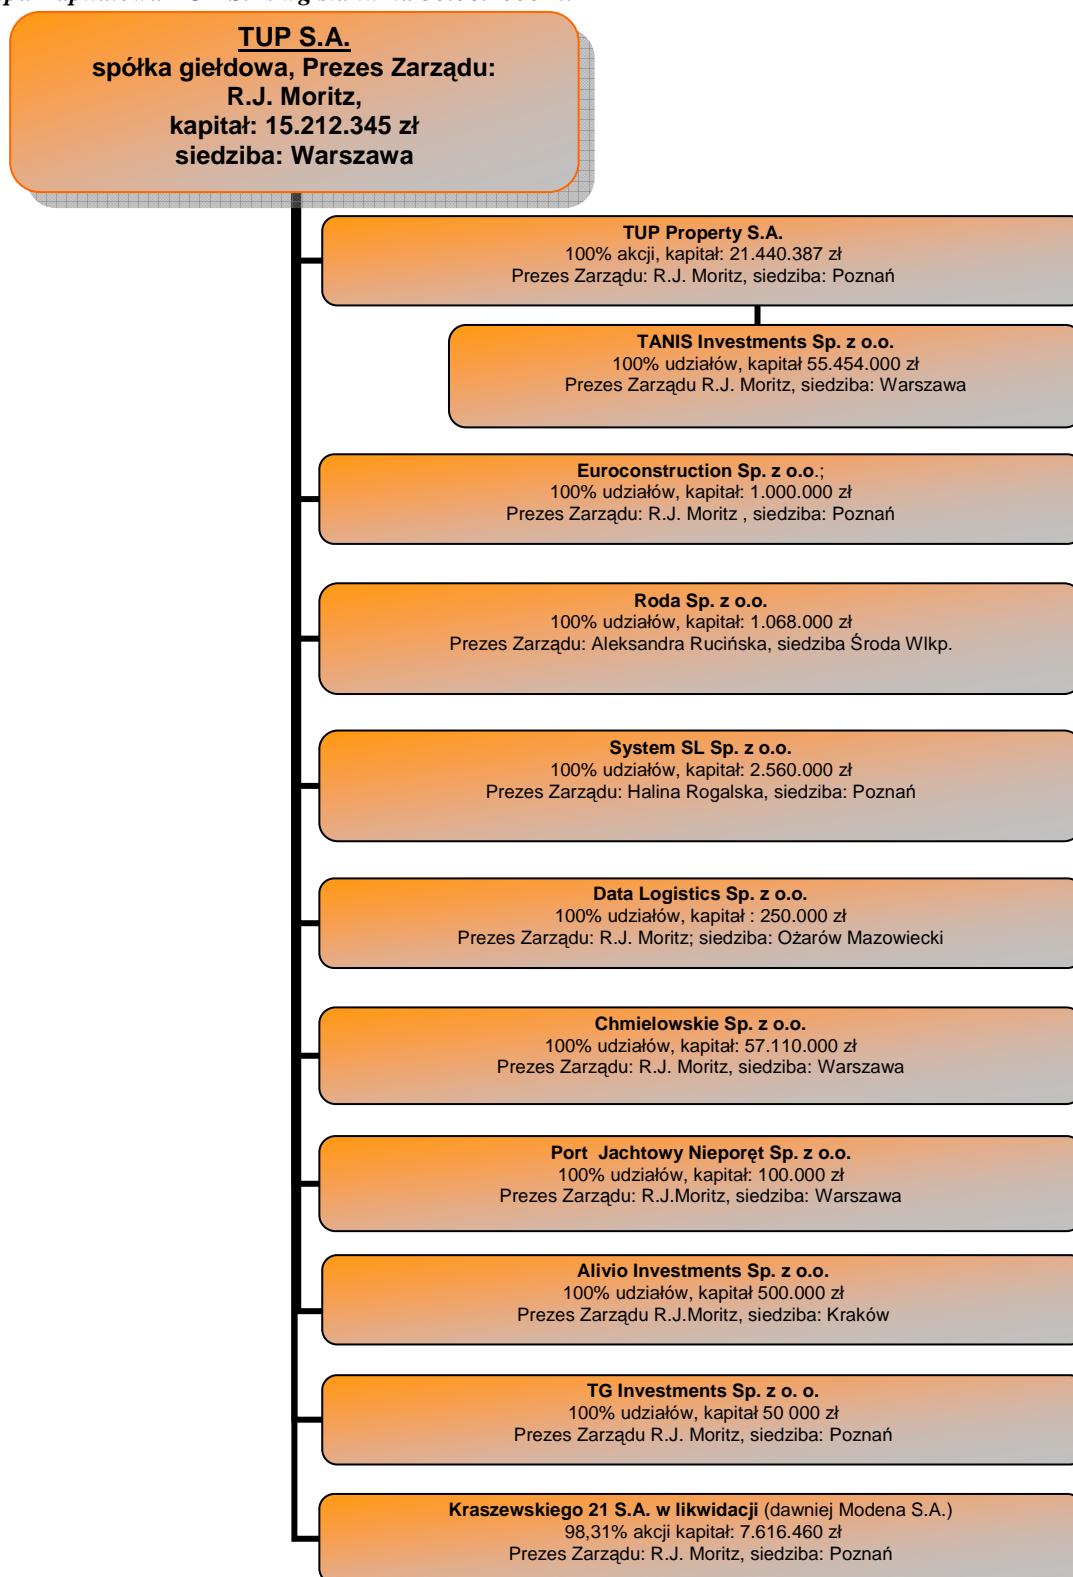 TUP S.A.
spółka giełdowa, Prezes Zarządu:
R.J. Moritz,
kapitał: 15.212.345 zł
siedziba: Warszawa
TUP Property S.A.
100% akcji, kapitał: 21.440.387 zł
Prezes Zarządu: R.J. Moritz, siedziba: Poznań
TANIS Investments Sp. z o.o.
100% udziałów, kapitał 55.454.000 zł
Prezes Zarządu R.J. Moritz, siedziba: Warszawa
Euroconstruction Sp. z o.o.;
100% udziałów, kapitał: 1.000.000 zł
Prezes Zarządu: R.J. Moritz , siedziba: Poznań
Roda Sp. z o.o.
100% udziałów, kapitał: 1.068.000 zł
Prezes Zarządu: Aleksandra Rucińska, siedziba Środa Wlkp.
System SL Sp. z o.o.
100% udziałów, kapitał: 2.560.000 zł
Prezes Zarządu: Halina Rogalska, siedziba: Poznań
Data Logistics Sp. z o.o.
100% udziałów, kapitał : 250.000 zł
Prezes Zarządu: R.J. Moritz; siedziba: Ożarów Mazowiecki
Chmielowskie Sp. z o.o.
100% udziałów, kapitał: 57.110.000 zł
Prezes Zarządu: R.J. Moritz, siedziba: Warszawa
Port  Jachtowy Nieporęt Sp. z o.o.
100% udziałów, kapitał: 100.000 zł
Prezes Zarządu: R.J.Moritz, siedziba: Warszawa
Alivio Investments Sp. z o.o.
100% udziałów, kapitał 500.000 zł
Prezes Zarządu R.J.Moritz, siedziba: Kraków
TG Investments Sp. z o. o.
100% udziałów, kapitał 50 000 zł
Prezes Zarządu R.J. Moritz, siedziba: Poznań
Kraszewskiego 21 S.A. w likwidacji (dawniej Modena S.A.)
98,31% akcji kapitał: 7.616.460 zł
Prezes Zarządu: R.J. Moritz, siedziba: Poznań